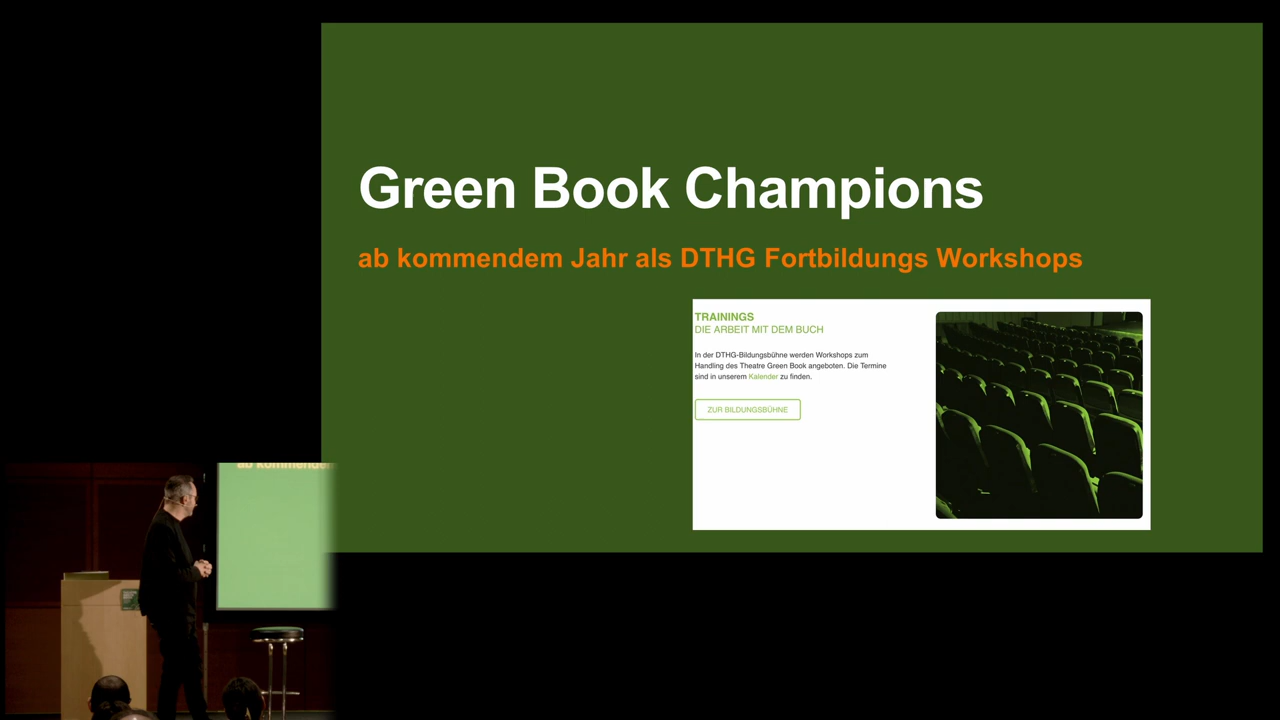 Green Book Champions
ab kommendem Jahr als DTHG Fortbildungs Workshops
TRAININGS
DIE ARBEIT MIT DEM BUCH
In der DTHG-Bildungsbühne werden Workshops zum
Handling des Theatre Green Book angeboten. Die Termine
sind in unserem Kalender zu finden.
ZUR BILDUNGSBÜHNE
ab kommenden